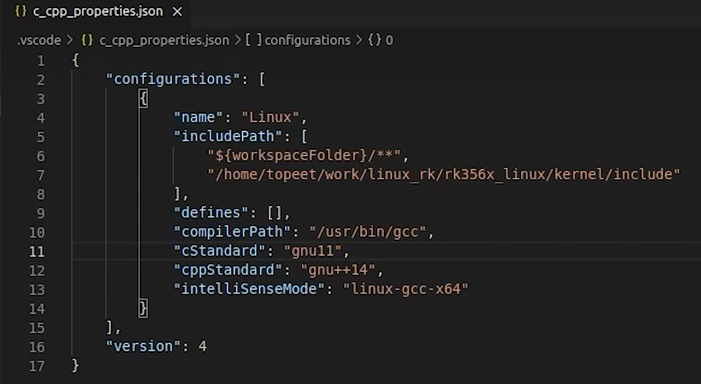 {} c_cpp_properties.json ×
.vscode > {} c_cpp_properties.json > [ ] configurations > {} 0
1 {
2     "configurations": [
3         {
4             "name": "Linux",
5             "includePath": [
6                 "${workspaceFolder}/**",
7                 "/home/topeet/work/linux_rk/rk356x_linux/kernel/include"
8             ],
9             "defines": [],
10             "compilerPath": "/usr/bin/gcc",
11             "cStandard": "gnu11",
12             "cppStandard": "gnu++14",
13             "intelliSenseMode": "linux-gcc-x64"
14         }
15     ],
16     "version": 4
17 }